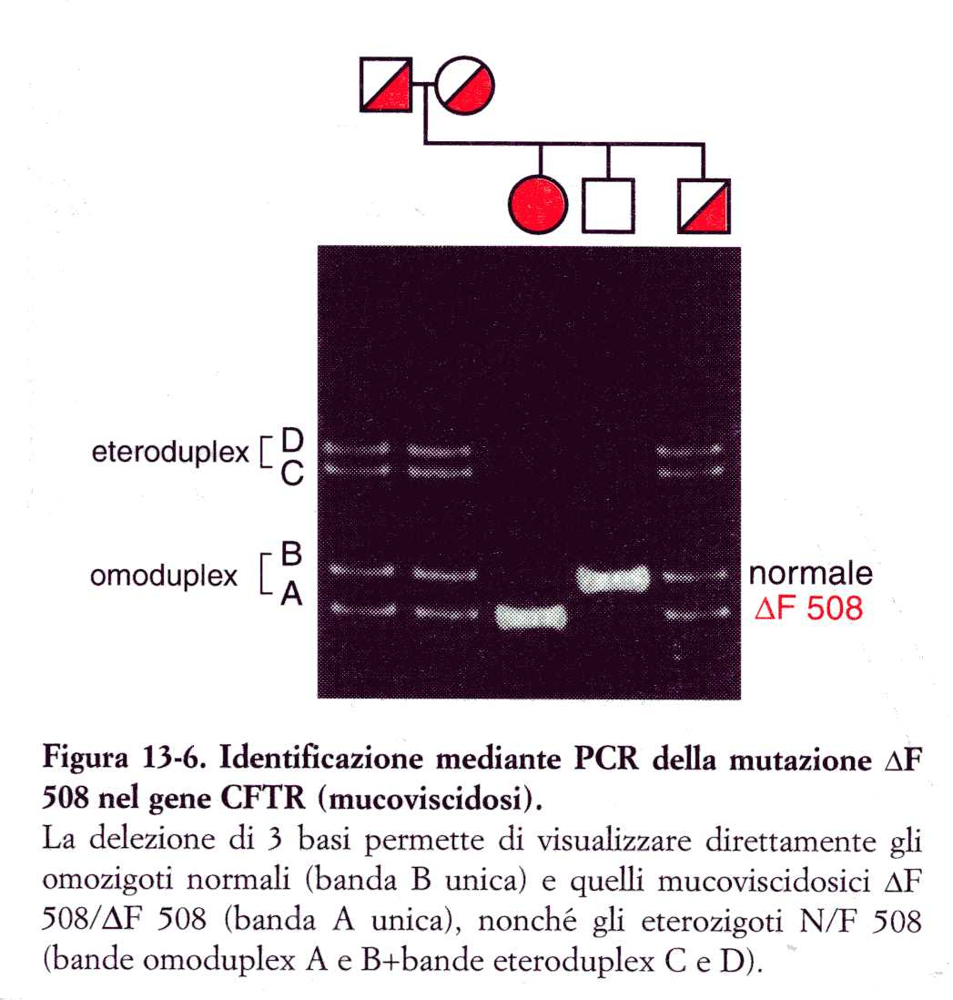 eteroduplex D
C
omoduplex B
A
normale
ΔF 508
Figura 13-6. Identificazione mediante PCR della mutazione ΔF
508 nel gene CFTR (mucoviscidosi).
La delezione di 3 basi permette di visualizzare direttamente gli
omozigoti normali (banda B unica) e quelli mucoviscidosici ΔF
508/ΔF 508 (banda A unica), nonché gli eterozigoti N/F 508
(bande omoduplex A e B+bande eteroduplex C e D).